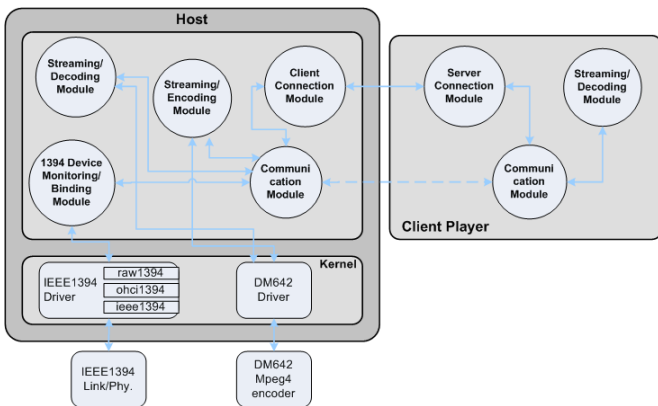 Host
Streaming/
Decoding
Module
Streaming/
Encoding
Module
Client
Connection
Module
1394 Device
Monitoring/
Binding
Module
Communi
cation
Module
Server
Connection
Module
Streaming/
Decoding
Module
Communi
cation
Module
Client Player
Kernel
IEEE1394
Driver
raw1394
ohci1394
ieee1394
DM642
Driver
IEEE1394
Link/Phy.
DM642
Mpeg4
encoder